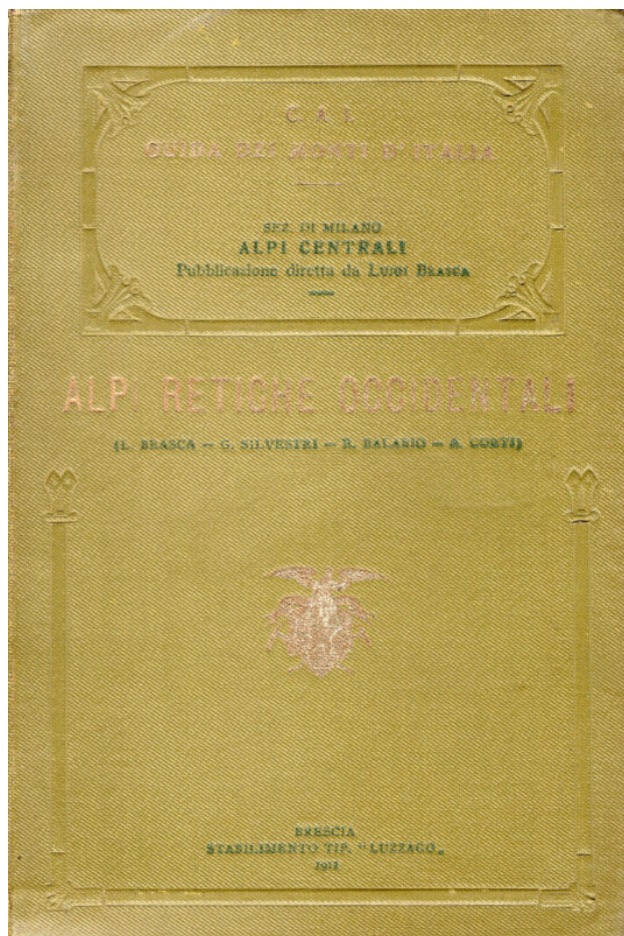 C. A. I.
GUIDA DEI MONTI D'ITALIA
SEZ. DI MILANO
ALPI CENTRALI
Pubblicazione diretta da LUIGI BRASCA
ALPI RETICHE OCCIDENTALI
(L. BRASCA – G. SILVESTRI – R. BALABIO – A. CORTI)
BRESCIA
STABILIMENTO TIP. "LUZZAGO„
1911